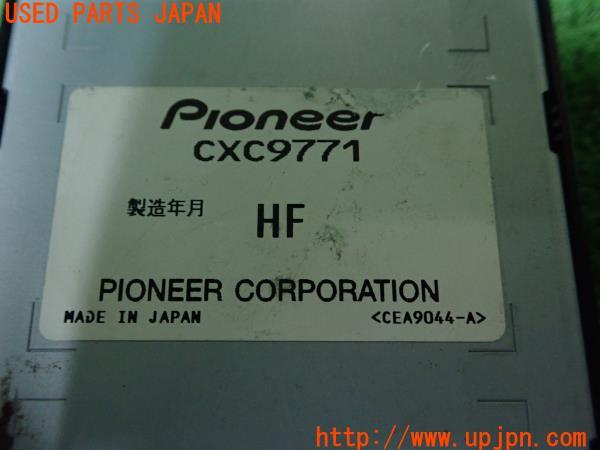 USED PARTS JAPAN
Pioneer
CXC9771
製造年月 HF
PIONEER CORPORATION
MADE IN JAPAN <CEA9044-A>
http://www.upjpn.com/